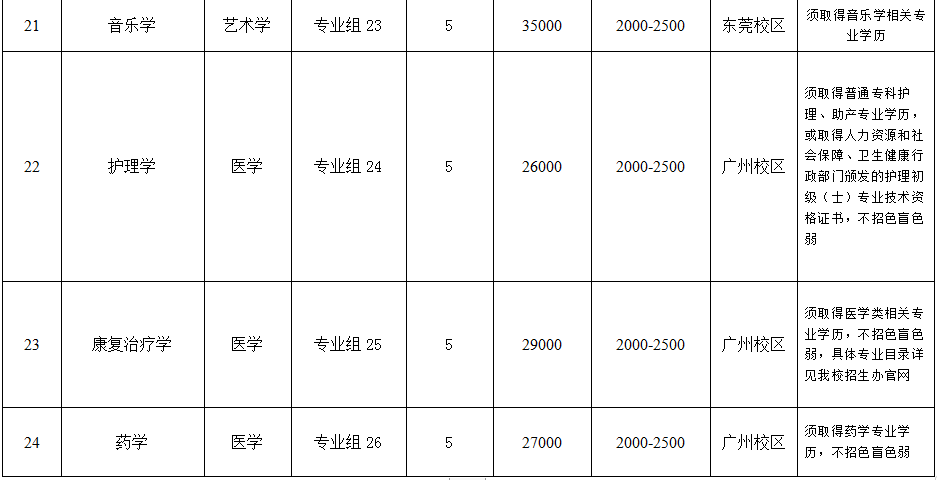 21 音乐学 艺术学 专业组 23 5 35000 2000-2500 东莞校区 须取得音乐学相关专
业学历
22 护理学 医学 专业组 24 5 26000 2000-2500 广州校区 须取得普通专科护
理、助产专业学历，
或取得人力资源和社
会保障、卫生健康行
政部门颁发的护理初
级（士）专业技术资
格证书，不招色盲色
弱
23 康复治疗学 医学 专业组 25 5 29000 2000-2500 广州校区 须取得医学类相关专
业学历，不招色盲色
弱，具体专业目录详
见我校招生办官网
24 药学 医学 专业组 26 5 27000 2000-2500 广州校区 须取得药学专业学
历，不招色盲色弱